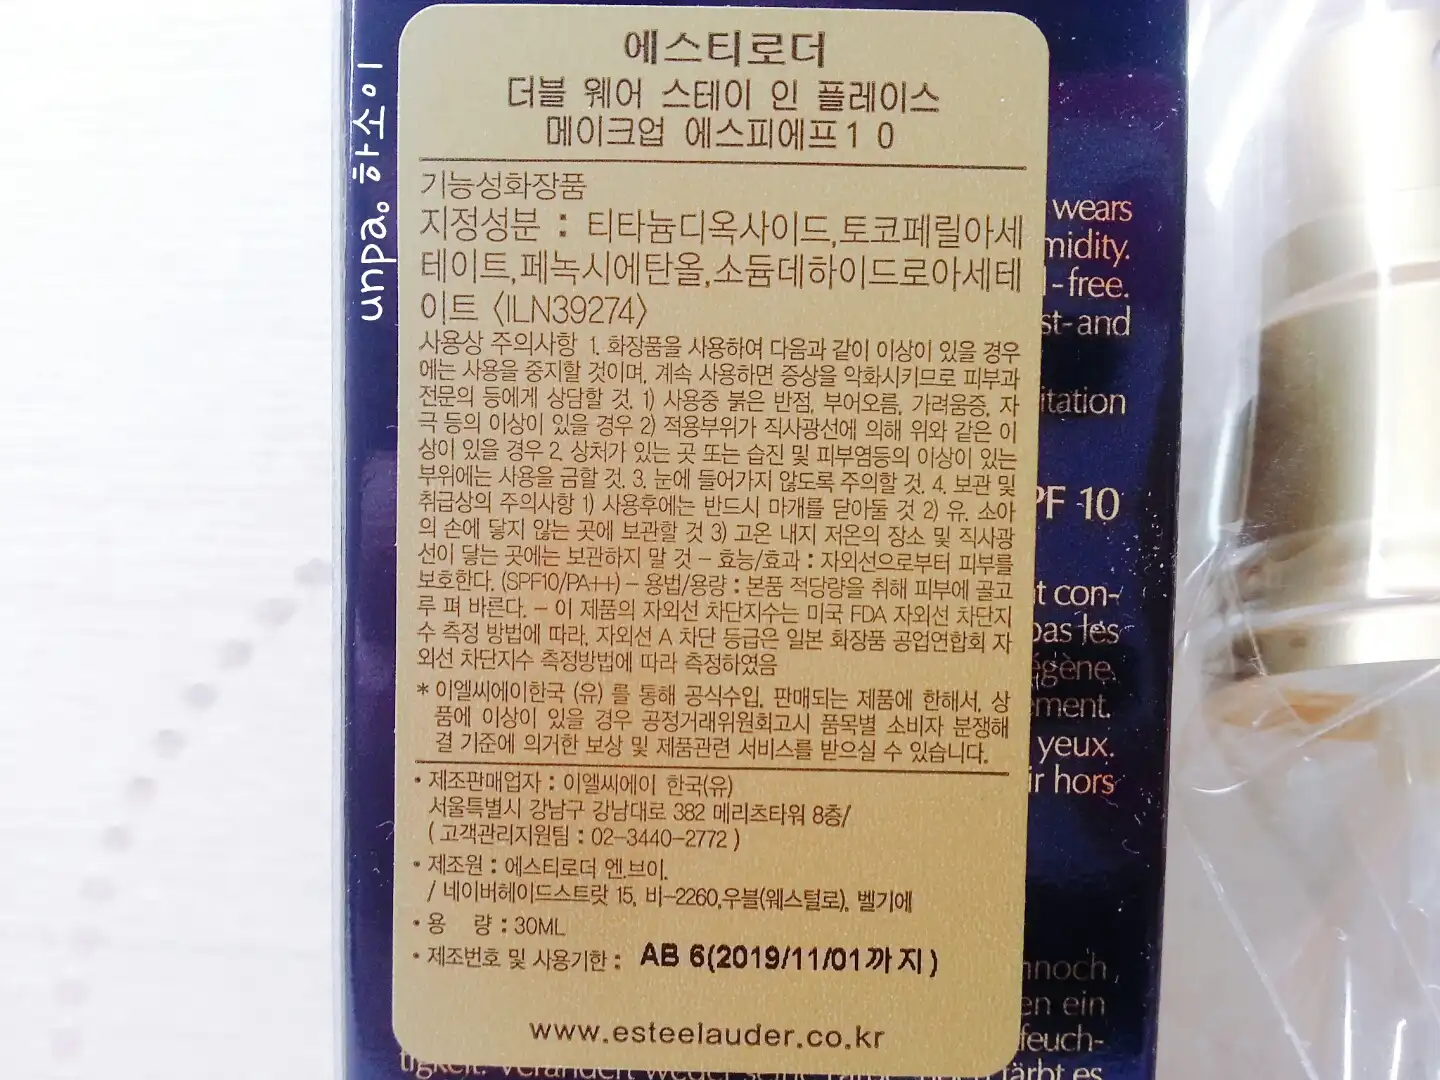 에스티로더
더블 웨어 스테이 인 플레이스
메이크업 에스피에프10
기능성화장품
지정성분 : 티타늄디옥사이드,토코페릴아세
테이트,페녹시에탄올,소듐데하이드로아세테
이트 〈ILN39274〉
사용상 주의사항 1. 화장품을 사용하여 다음과 같이 이상이 있을 경우
에는 사용을 중지할 것이며, 계속 사용하면 증상을 악화시키므로 피부과
전문의 등에게 상담할 것. 1) 사용중 붉은 반점, 부어오름, 가려움증, 자
극 등의 이상이 있을 경우 2) 적용부위가 직사광선에 의해 위와 같은 이
상이 있을 경우 2. 상처가 있는 곳 또는 습진 및 피부염등의 이상이 있는
부위에는 사용을 금할 것. 3. 눈에 들어가지 않도록 주의할 것. 4. 보관 및
취급상의 주의사항 1) 사용후에는 반드시 마개를 닫아둘 것 2) 유. 소아
의 손에 닿지 않는 곳에 보관할 것 3) 고온 내지 저온의 장소 및 직사광
선이 닿는 곳에는 보관하지 말 것 – 효능/효과 : 자외선으로부터 피부를
보호한다. (SPF10/PA++) – 용법/용량 : 본품 적당량을 취해 피부에 골고
루 펴 바른다. – 이 제품의 자외선 차단지수는 미국 FDA 자외선 차단지
수 측정 방법에 따라, 자외선 A 차단 등급은 일본 화장품 공업연합회 자
외선 차단지수 측정방법에 따라 측정하였음
* 이엘씨에이한국 (유) 를 통해 공식수입, 판매되는 제품에 한해서, 상
품에 이상이 있을 경우 공정거래위원회고시 품목별 소비자 분쟁해
결 기준에 의거한 보상 및 제품관련 서비스를 받으실 수 있습니다.
• 제조판매업자 : 이엘씨에이 한국(유)
서울특별시 강남구 강남대로 382 메리츠타워 8층/
( 고객관리지원팀 : 02-3440-2772 )
• 제조원 : 에스티로더 엔.브이.
/ 네이버헤이드스트랏 15, 비-2260,우블(웨스털로), 벨기에
• 용 량 : 30ML
• 제조번호 및 사용기한 : AB 6(2019/11/01까지)
www.esteelauder.co.kr
unpa。하소이
wears
midity.
-free.
st-and
itation
PF 10
t con-
pas les
égène.
ement.
yeux.
ir hors
nnoch
en ein
feuch-
tigkeit. Verändert weder seine Farbe, noch färbt es